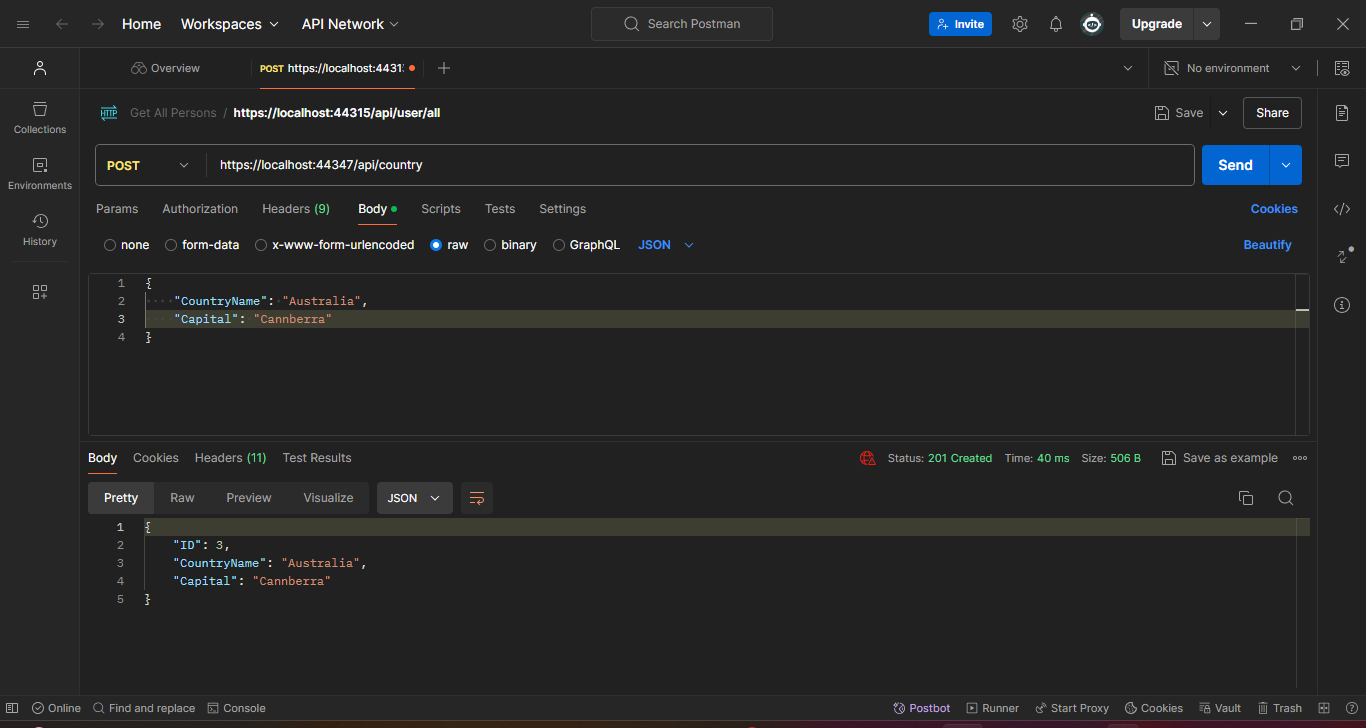 Home Workspaces API Network Search Postman Invite Upgrade
Overview POST https://localhost:4431 No environment
Get All Persons / https://localhost:44315/api/user/all Save Share
Collections
POST https://localhost:44347/api/country Send
Environments
Params Authorization Headers (9) Body Scripts Tests Settings Cookies
History
none form-data x-www-form-urlencoded raw binary GraphQL JSON Beautify
1 {
2 "CountryName": "Australia",
3 "Capital": "Cannberra"
4 }
Body Cookies Headers (11) Test Results Status: 201 Created Time: 40 ms Size: 506 B Save as example
Pretty Raw Preview Visualize JSON
1 {
2 "ID": 3,
3 "CountryName": "Australia",
4 "Capital": "Cannberra"
5 }
Online Find and replace Console Postbot Runner Start Proxy Cookies Vault Trash